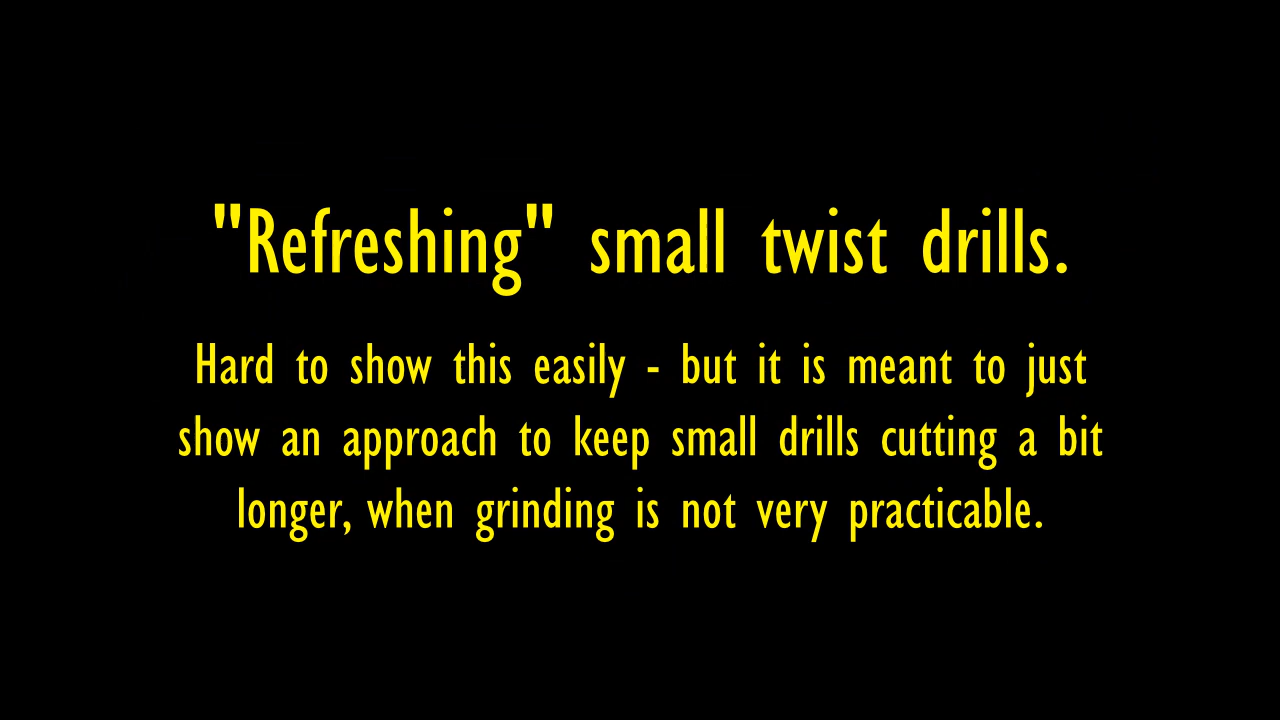 "Refreshing" small twist drills.
Hard to show this easily - but it is meant to just
show an approach to keep small drills cutting a bit
longer, when grinding is not very practicable.